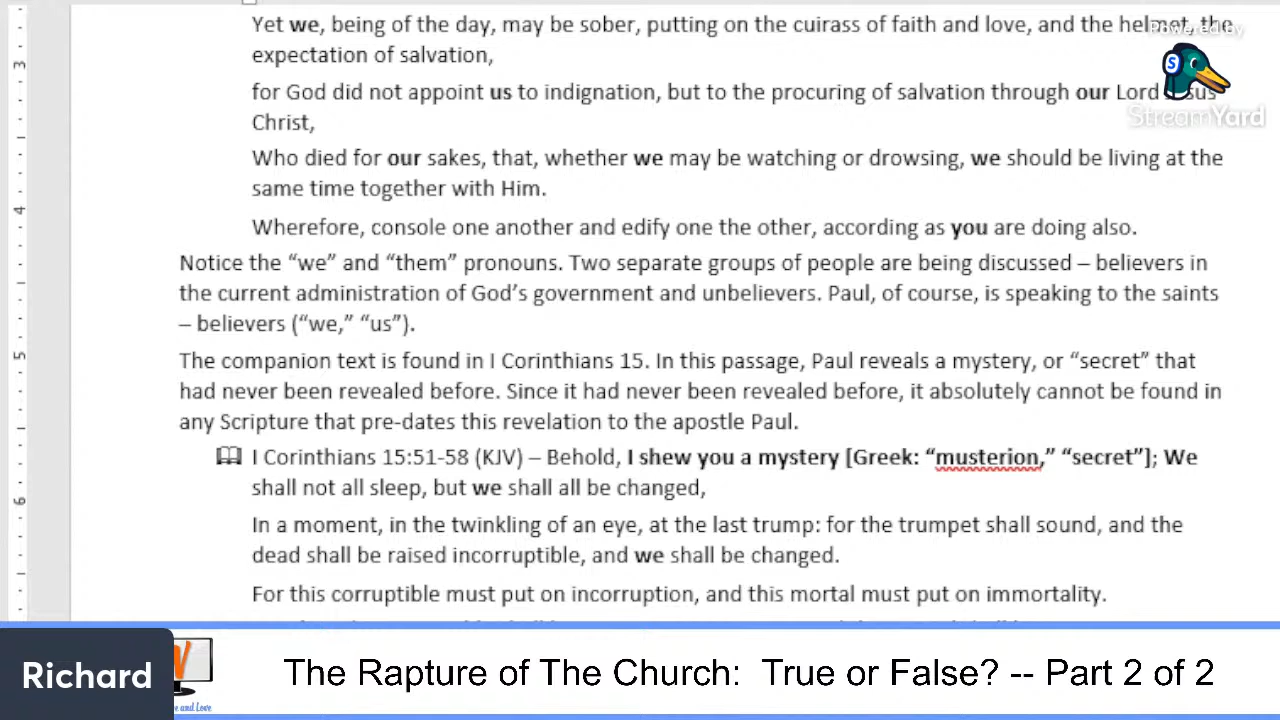 Yet we, being of the day, may be sober, putting on the cuirass of faith and love, and the helmet, the
Powered by
expectation of salvation,
for God did not appoint us to indignation, but to the procuring of salvation through our Lord Jesus
Christ,
StreamYard
Who died for our sakes, that, whether we may be watching or drowsing, we should be living at the
same time together with Him.
Wherefore, console one another and edify one the other, according as you are doing also.
Notice the “we” and “them” pronouns. Two separate groups of people are being discussed – believers in
the current administration of God’s government and unbelievers. Paul, of course, is speaking to the saints
– believers (“we,” “us”).
The companion text is found in I Corinthians 15. In this passage, Paul reveals a mystery, or “secret” that
had never been revealed before. Since it had never been revealed before, it absolutely cannot be found in
any Scripture that pre-dates this revelation to the apostle Paul.
I Corinthians 15:51-58 (KJV) – Behold, I shew you a mystery [Greek: “musterion,” “secret”]; We
shall not all sleep, but we shall all be changed,
In a moment, in the twinkling of an eye, at the last trump: for the trumpet shall sound, and the
dead shall be raised incorruptible, and we shall be changed.
For this corruptible must put on incorruption, and this mortal must put on immortality.
3
4
5
6
Richard
e and Love
The Rapture of The Church: True or False? -- Part 2 of 2